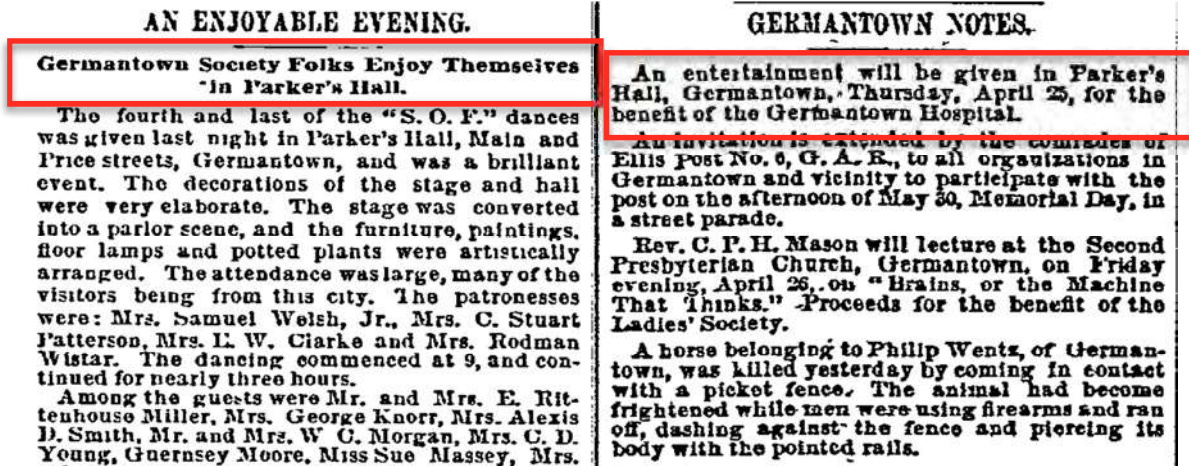 AN ENJOYABLE EVENING.
Germantown Society Folks Enjoy Themselves
in Parker's Hall.
The fourth and last of the "S. O. F." dances
was given last night in Parker's Hall, Main and
Price streets, Germantown, and was a brilliant
event. The decorations of the stage and hall
were very elaborate. The stage was converted
into a parlor scene, and the furniture, paintings,
floor lamps and potted plants were artistically
arranged. The attendance was large, many of the
visitors being from this city. The patronesses
were: Mrs. Samuel Welsh, Jr., Mrs. C. Stuart
Patterson, Mrs. E. W. Clarke and Mrs. Rodman
Wistar. The dancing commenced at 9, and con-
tinued for nearly three hours.
Among the guests were Mr. and Mrs. E. Rit-
tenhouse Miller, Mrs. George Knorr, Mrs. Alexis
D. Smith, Mr. and Mrs. W. C. Morgan, Mrs. C. D.
Young, Guernsey Moore, Miss Sue Massey, Mrs.
GERMANTOWN NOTES.
An entertainment will be given in Parker's
Hall, Germantown, Thursday, April 25, for the
benefit of the Germantown Hospital.
An invitation is extended by the comrades of
Ellis Post No. 6, G. A. R., to all organizations in
Germantown and vicinity to participate with the
post on the afternoon of May 30, Memorial Day, in
a street parade.
Rev. C. P. H. Mason will lecture at the Second
Presbyterian Church, Germantown, on Friday
evening, April 26, on "Brains, or the Machine
That Thinks." Proceeds for the benefit of the
Ladies' Society.
A horse belonging to Philip Wentz, of German-
town, was killed yesterday by coming in contact
with a picket fence. The animal had become
frightened while men were using firearms and ran
off, dashing against the fence and piercing its
body with the pointed rails.